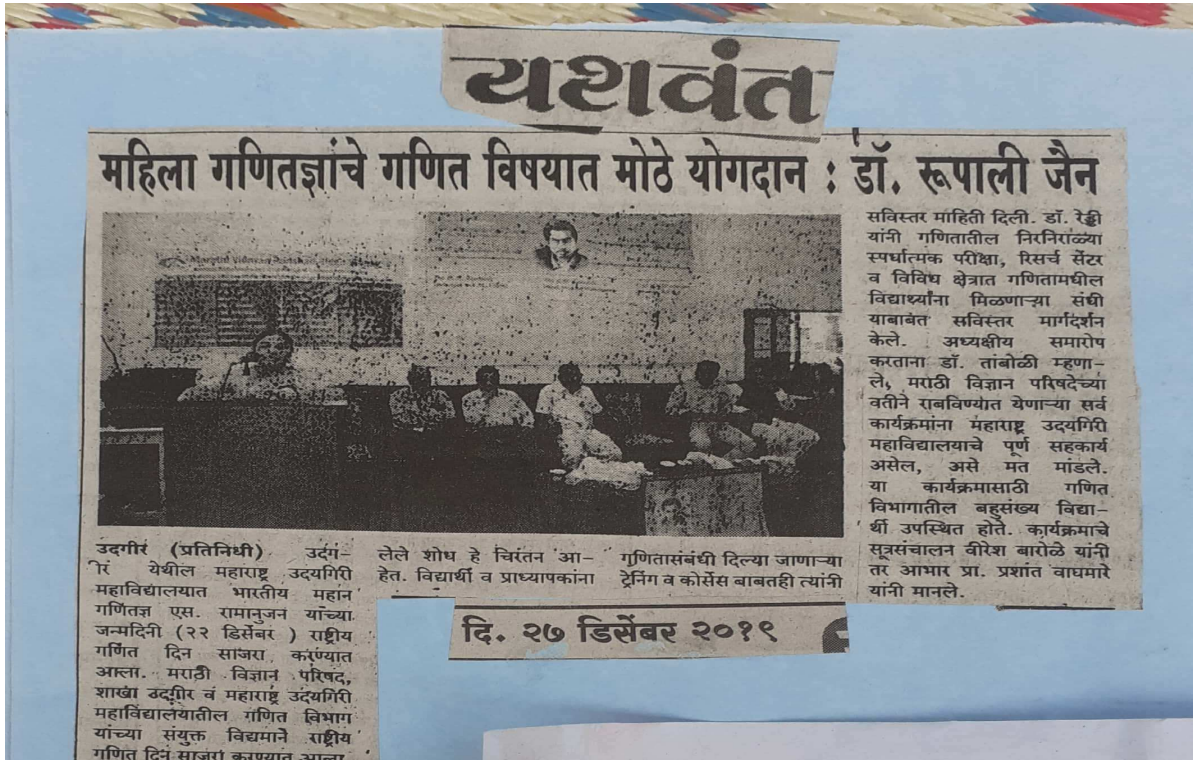 यशवंत
महिला गणितज्ञांचे गणित विषयात मोठे योगदान : डॉ. रूपाली जैन
उदगीर (प्रतिनिधी) उदग-
ीर येथील महाराष्ट्र उदयगिरी
महाविद्यालयात भारतीय महान
गणितज्ञ एस. रामानुजन यांच्या
जन्मदिनी (२२ डिसेंबर ) राष्ट्रीय
गणित दिन साजरा करण्यात
आला. मराठी विज्ञान परिषद,
शाखा उदगीर व महाराष्ट्र उदयगिरी
महाविद्यालयातील गणित विभाग
यांच्या संयुक्त विद्यमाने राष्ट्रीय
गणित दिन साजरा करण्यात आला.
लेले शोध हे चिरंतन आ-
हेत. विद्यार्थी व प्राध्यापकांना
गणितासंबंधी दिल्या जाणाऱ्या
ट्रेनिंग व कोर्सेस बाबतही त्यांनी
सविस्तर माहिती दिली. डॉ. रेड्डी
यांनी गणितातील निरनिराळ्या
स्पर्धात्मक परीक्षा, रिसर्च सेंटर
व विविध क्षेत्रात गणितामधील
विद्यार्थ्यांना मिळणाऱ्या संधी
याबाबत सविस्तर मार्गदर्शन
केले. अध्यक्षीय समारोप
करताना डॉ. तांबोळी म्हणा-
ले, मराठी विज्ञान परिषदेच्या
वतीने राबविण्यात येणाऱ्या सर्व
कार्यक्रमांना महाराष्ट्र उदयगिरी
महाविद्यालयाचे पूर्ण सहकार्य
असेल, असे मत मांडले.
या कार्यक्रमासाठी गणित
विभागातील बहुसंख्य विद्या-
र्थी उपस्थित होते. कार्यक्रमाचे
सूत्रसंचालन वीरेश बारोळे यांनी
तर आभार प्रा. प्रशांत वाघमारे
यांनी मानले.
दि. २७ डिसेंबर २०१९